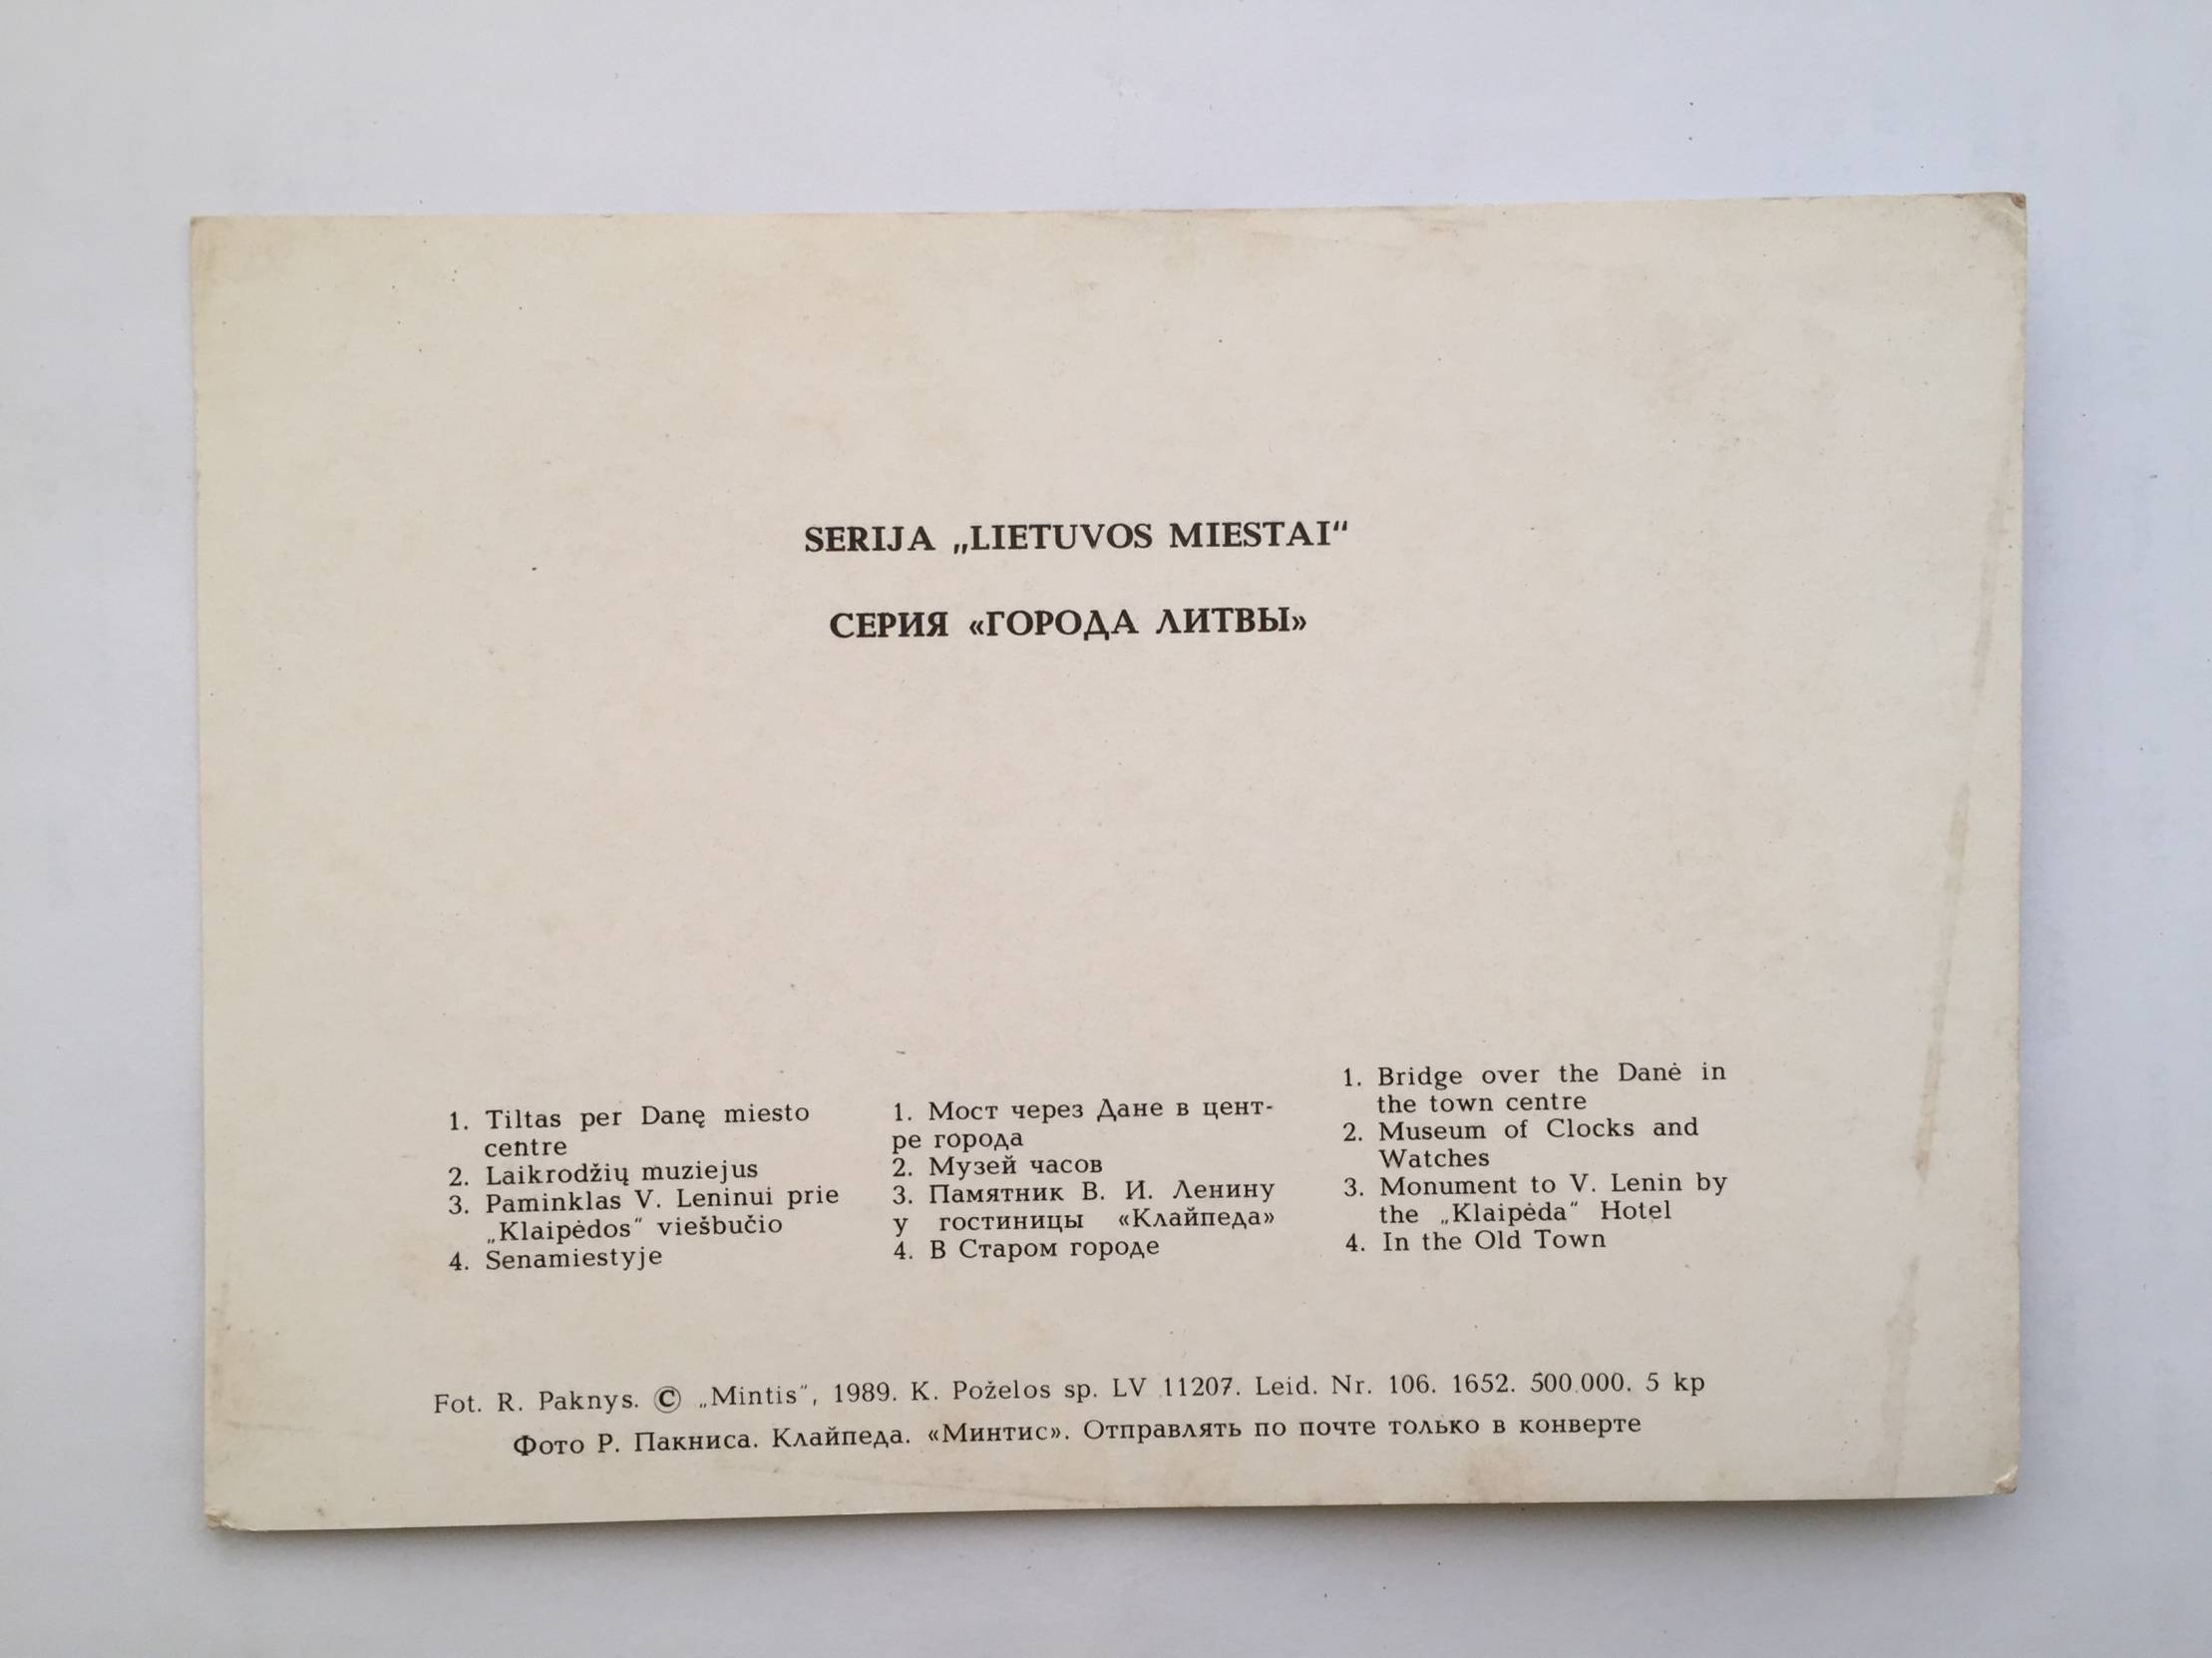 SERIJA „LIETUVOS MIESTAI“
СЕРИЯ «ГОРОДА ЛИТВЫ»
1. Tiltas per Danę miesto
centre
2. Laikrodžių muziejus
3. Paminklas V. Leninui prie
„Klaipėdos“ viešbučio
4. Senamiestyje
1. Мост через Дане в цент-
ре города
2. Музей часов
3. Памятник В. И. Ленину
у гостиницы «Клайпеда»
4. В Старом городе
1. Bridge over the Danė in
the town centre
2. Museum of Clocks and
Watches
3. Monument to V. Lenin by
the „Klaipėda“ Hotel
4. In the Old Town
Fot. R. Paknys. © „Mintis“, 1989. K. Poželos sp. LV 11207. Leid. Nr. 106. 1652. 500.000. 5 kp
Фото Р. Пакниса. Клайпеда. «Минтис». Отправлять по почте только в конверте